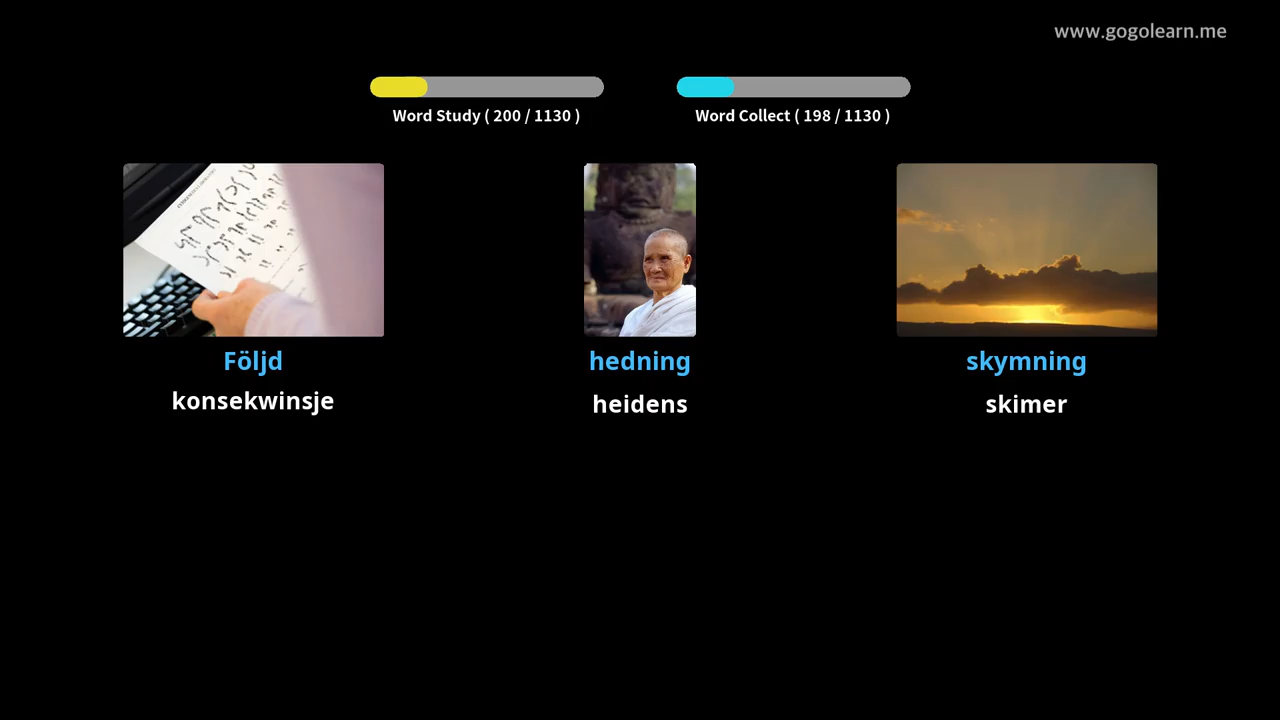 www.gogolearn.me
Word Study ( 200 / 1130 )
Word Collect ( 198 / 1130 )
Följd
hedning
skymning
konsekwinsje
heidens
skimer